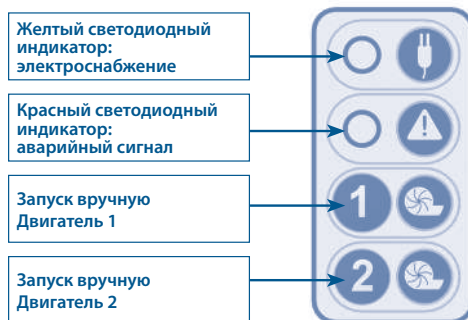 Желтый светодиодный
индикатор:
электроснабжение
Красный светодиодный
индикатор:
аварийный сигнал
Запуск вручную
Двигатель 1
1
Запуск вручную
Двигатель 2
2